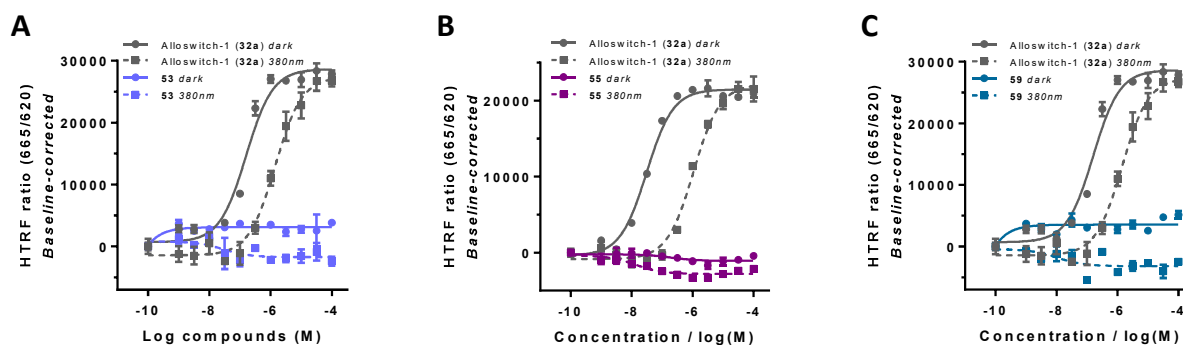 A
Alloswitch-1 (32a) dark
Alloswitch-1 (32a) 380nm
53 dark
53 380nm
30000
20000
10000
0
HTRF ratio (665/620)
Baseline-corrected
-10
-8
-6
-4
Log compounds (M)
B
Alloswitch-1 (32a) dark
Alloswitch-1 (32a) 380nm
55 dark
55 380nm
20000
10000
0
HTRF ratio (665/620)
Baseline-corrected
-10
-8
-6
-4
Concentration / log(M)
C
Alloswitch-1 (32a) dark
Alloswitch-1 (32a) 380nm
59 dark
59 380nm
30000
20000
10000
0
HTRF ratio (665/620)
Baseline-corrected
-10
-8
-6
-4
Concentration / log(M)